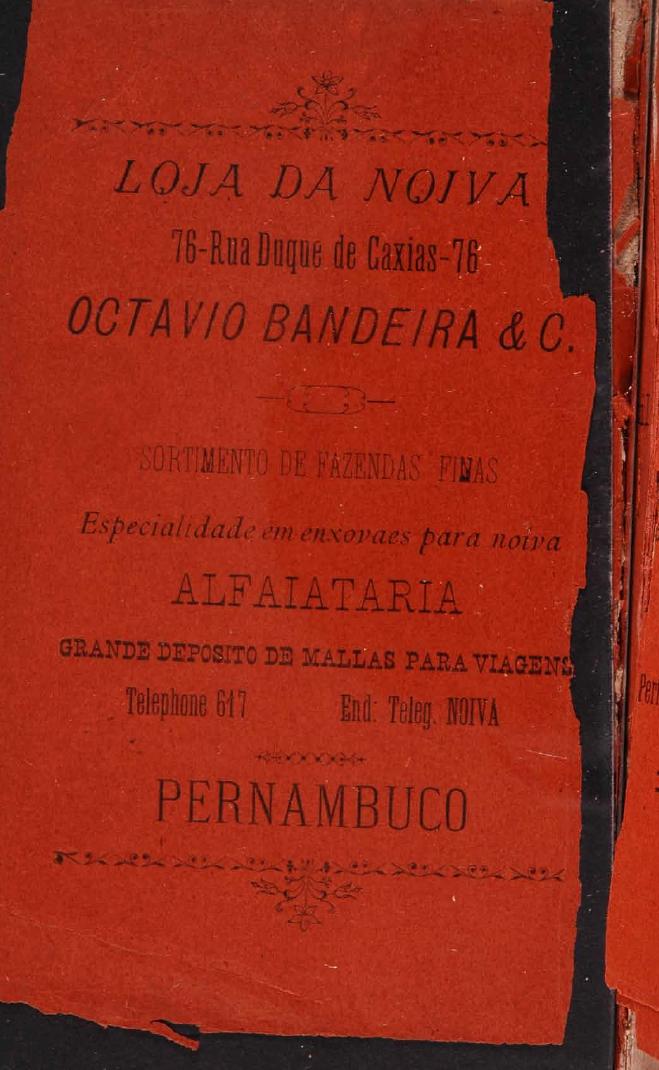 LOJA DA NOIVA
76-Rua Duque de Caxias-76
OCTAVIO BANDEIRA & C.
SORTIMENTO DE FAZENDAS FINAS
Especialidade em enxovaes para noiva
ALFAIATARIA
GRANDE DEPOSITO DE MALLAS PARA VIAGENS
Telephone 617 End: Teleg. NOIVA
PERNAMBUCO